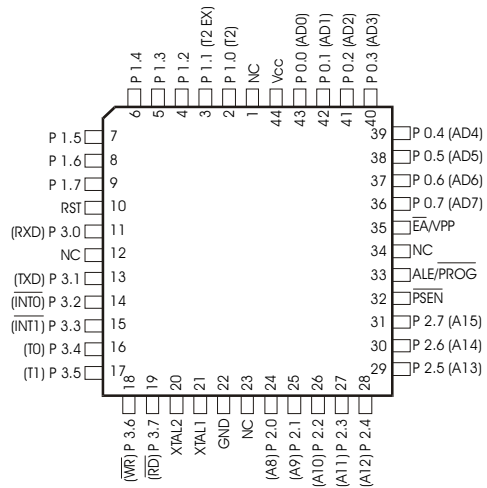 P 1.4
P 1.3
P 1.2
P 1.1 (T2 EX)
P 1.0 (T2)
NC
Vcc
P 0.0 (AD0)
P 0.1 (AD1)
P 0.2 (AD2)
P 0.3 (AD3)
6
5
4
3
2
1
44
43
42
41
40
P 1.5 7
P 1.6 8
P 1.7 9
RST 10
(RXD) P 3.0 11
NC 12
(TXD) P 3.1 13
(INT0) P 3.2 14
(INT1) P 3.3 15
(T0) P 3.4 16
(T1) P 3.5 17
39 P 0.4 (AD4)
38 P 0.5 (AD5)
37 P 0.6 (AD6)
36 P 0.7 (AD7)
35 EA/VPP
34 NC
33 ALE/PROG
32 PSEN
31 P 2.7 (A15)
30 P 2.6 (A14)
29 P 2.5 (A13)
18
19
20
21
22
23
24
25
26
27
28
(WR) P 3.6
(RD) P 3.7
XTAL2
XTAL1
GND
NC
(A8) P 2.0
(A9) P 2.1
(A10) P 2.2
(A11) P 2.3
(A12) P 2.4